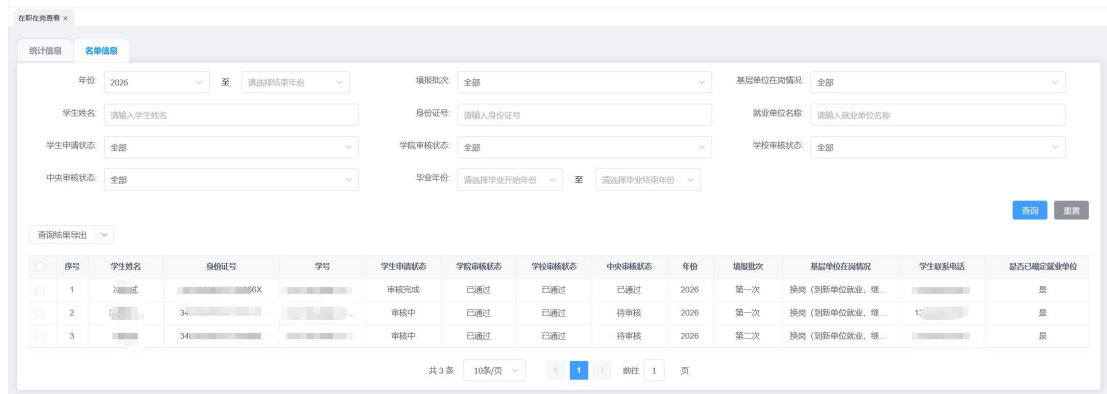 在职在岗查看 ×
统计信息 名单信息
年份: 2026 至 请选择结束年份 填报批次: 全部 基层单位在岗情况: 全部
学生姓名: 请输入学生姓名 身份证号: 请输入身份证号 就业单位名称: 请输入就业单位名称
学生申请状态: 全部 学院审核状态: 全部 学校审核状态: 全部
中央审核状态: 全部 毕业年份: 请选择毕业开始年份 至 请选择毕业结束年份
查询 重置
查询结果导出
序号 学生姓名 身份证号 学号 学生申请状态 学院审核状态 学校审核状态 中央审核状态 年份 填报批次 基层单位在岗情况 学生联系电话 是否已确定就业单位
1 66X 审核完成 已通过 已通过 已通过 2026 第一次 换岗（到新单位就业，继... 是
2 34 ... 审核中 已通过 已通过 待审核 2026 第一次 换岗（到新单位就业，继... 是
3 34 审核中 已通过 已通过 待审核 2026 第二次 换岗（到新单位就业，继... 是
共 3 条 10条/页 < 1 > 前往 1 页